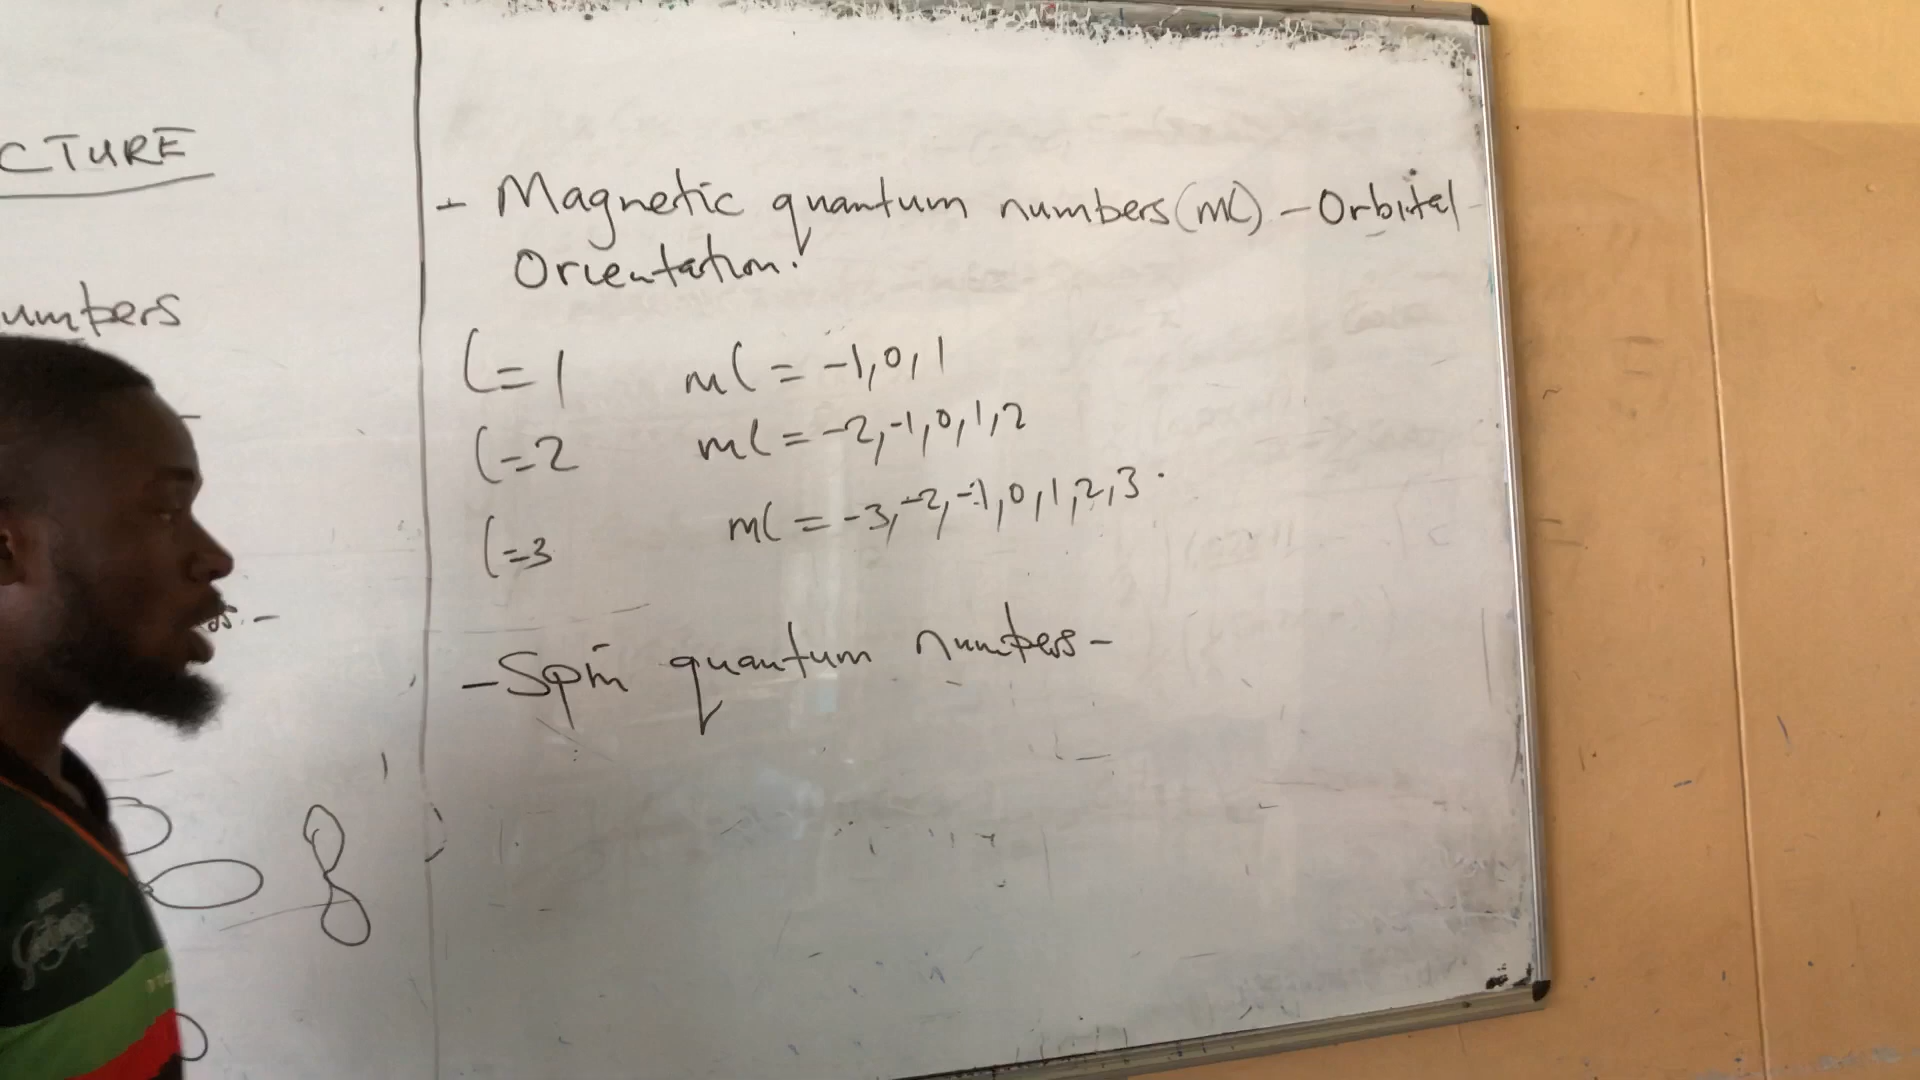 CTURE
umbers
- Magnetic quantum numbers (ml) - Orbital
Orientation.
l = 1 ml = -1, 0, 1
l = 2 ml = -2, -1, 0, 1, 2
l = 3 ml = -3, -2, -1, 0, 1, 2, 3.
- Spin quantum numbers -